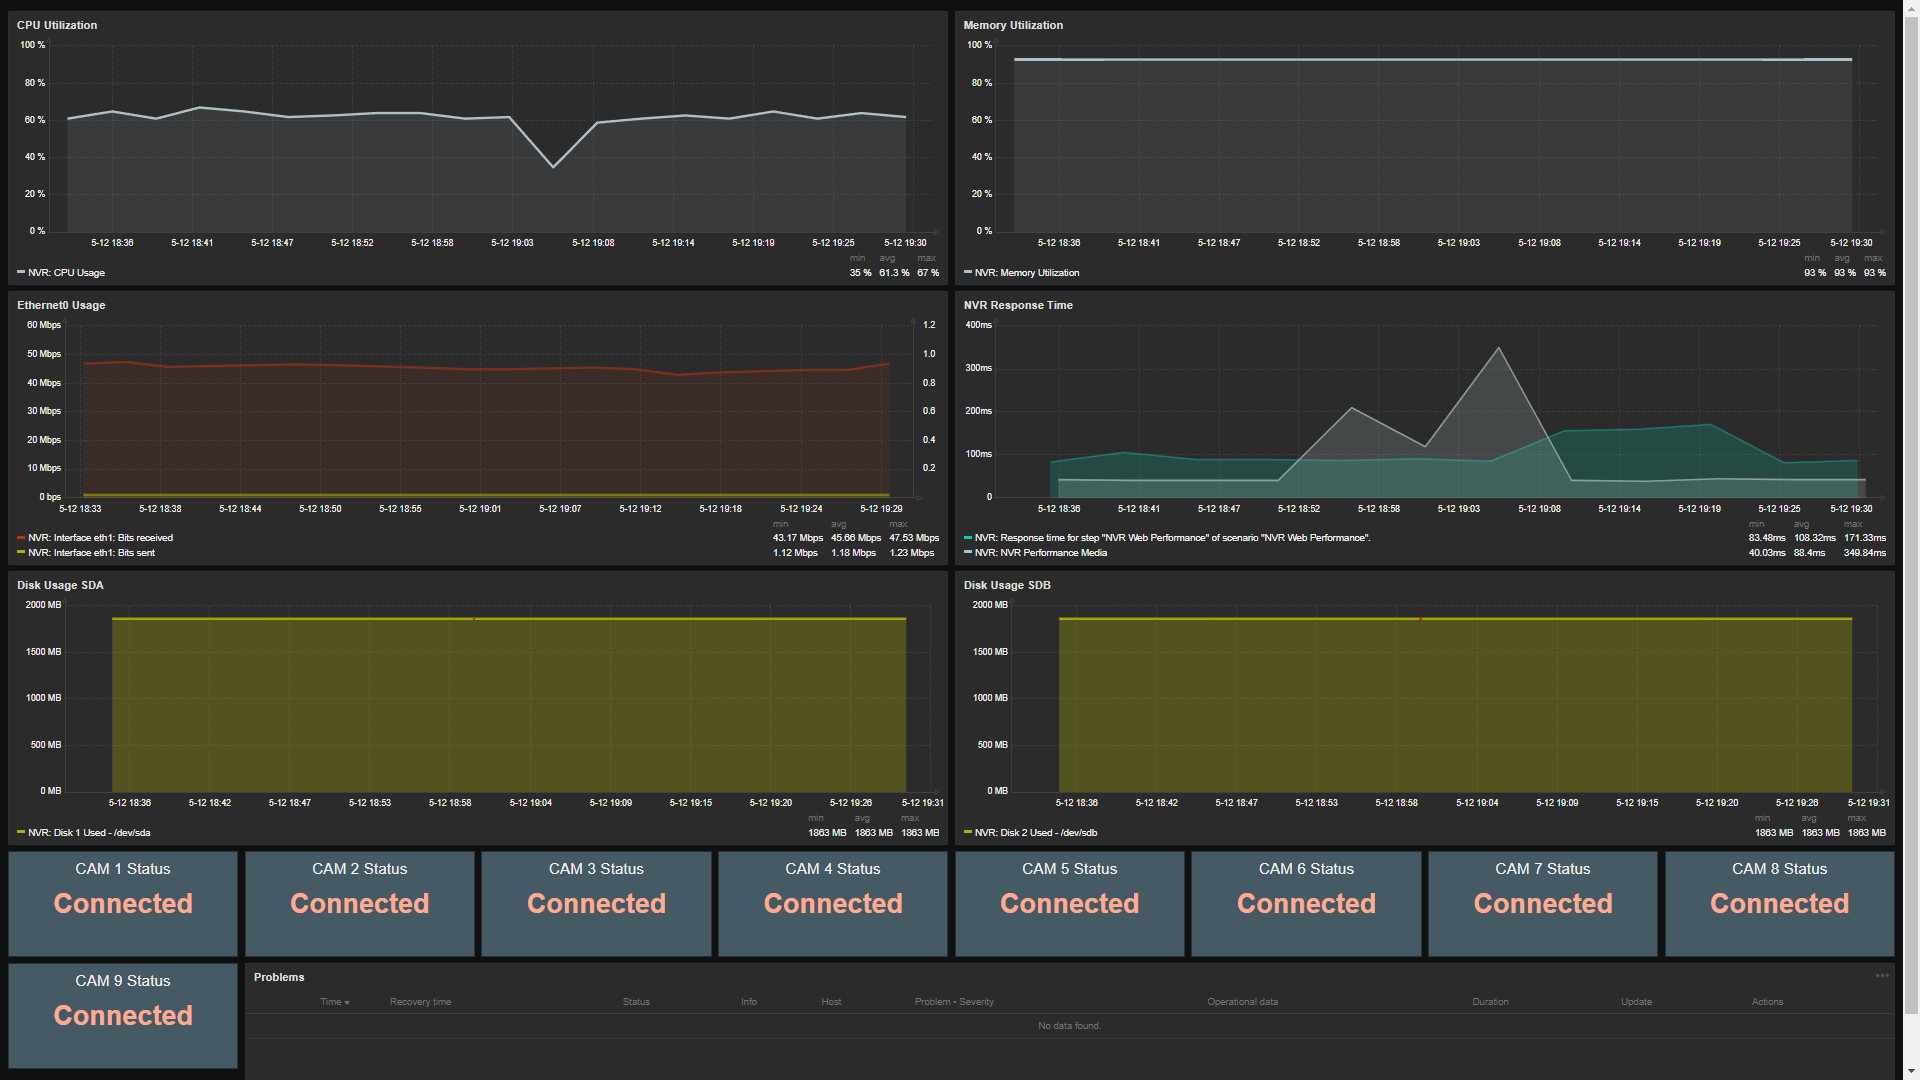 CPU Utilization
100 %
80 %
60 %
40 %
20 %
0 %
5-12 18:36 5-12 18:41 5-12 18:47 5-12 18:52 5-12 18:58 5-12 19:03 5-12 19:08 5-12 19:14 5-12 19:19 5-12 19:25 5-12 19:30
min avg max
NVR: CPU Usage 35 % 61.3 % 67 %
Memory Utilization
100 %
80 %
60 %
40 %
20 %
0 %
5-12 18:36 5-12 18:41 5-12 18:47 5-12 18:52 5-12 18:58 5-12 19:03 5-12 19:08 5-12 19:14 5-12 19:19 5-12 19:25 5-12 19:30
min avg max
NVR: Memory Utilization 93 % 93 % 93 %
Ethernet0 Usage
60 Mbps 1.2
50 Mbps 1.0
40 Mbps 0.8
30 Mbps 0.6
20 Mbps 0.4
10 Mbps 0.2
0 bps
5-12 18:33 5-12 18:38 5-12 18:44 5-12 18:50 5-12 18:55 5-12 19:01 5-12 19:07 5-12 19:12 5-12 19:18 5-12 19:24 5-12 19:29
min avg max
NVR: Interface eth1: Bits received 43.17 Mbps 45.66 Mbps 47.53 Mbps
NVR: Interface eth1: Bits sent 1.12 Mbps 1.18 Mbps 1.23 Mbps
NVR Response Time
400ms
300ms
200ms
100ms
0
5-12 18:36 5-12 18:41 5-12 18:47 5-12 18:52 5-12 18:58 5-12 19:03 5-12 19:08 5-12 19:14 5-12 19:19 5-12 19:25 5-12 19:30
min avg max
NVR: Response time for step "NVR Web Performance" of scenario "NVR Web Performance". 83.48ms 108.32ms 171.33ms
NVR: NVR Performance Media 40.03ms 88.4ms 349.84ms
Disk Usage SDA
2000 MB
1500 MB
1000 MB
500 MB
0 MB
5-12 18:36 5-12 18:42 5-12 18:47 5-12 18:53 5-12 18:58 5-12 19:04 5-12 19:09 5-12 19:15 5-12 19:20 5-12 19:26 5-12 19:31
min avg max
NVR: Disk 1 Used - /dev/sda 1863 MB 1863 MB 1863 MB
Disk Usage SDB
2000 MB
1500 MB
1000 MB
500 MB
0 MB
5-12 18:36 5-12 18:42 5-12 18:47 5-12 18:53 5-12 18:58 5-12 19:04 5-12 19:09 5-12 19:15 5-12 19:20 5-12 19:26 5-12 19:31
min avg max
NVR: Disk 2 Used - /dev/sdb 1863 MB 1863 MB 1863 MB
CAM 1 Status
Connected
CAM 2 Status
Connected
CAM 3 Status
Connected
CAM 4 Status
Connected
CAM 5 Status
Connected
CAM 6 Status
Connected
CAM 7 Status
Connected
CAM 8 Status
Connected
CAM 9 Status
Connected
Problems
Time Recovery time Status Info Host Problem • Severity Operational data Duration Update Actions
No data found.